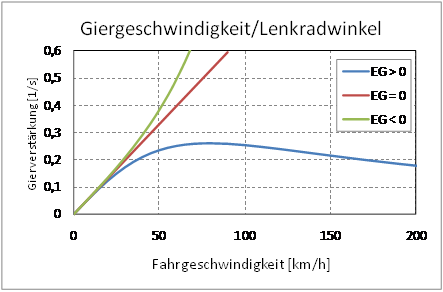 Giergeschwindigkeit/Lenkradwinkel
Gierverstärkung [1/s]
0,6
0,5
0,4
0,3
0,2
0,1
0
EG > 0
EG = 0
EG < 0
0
50
100
150
200
Fahrgeschwindigkeit [km/h]